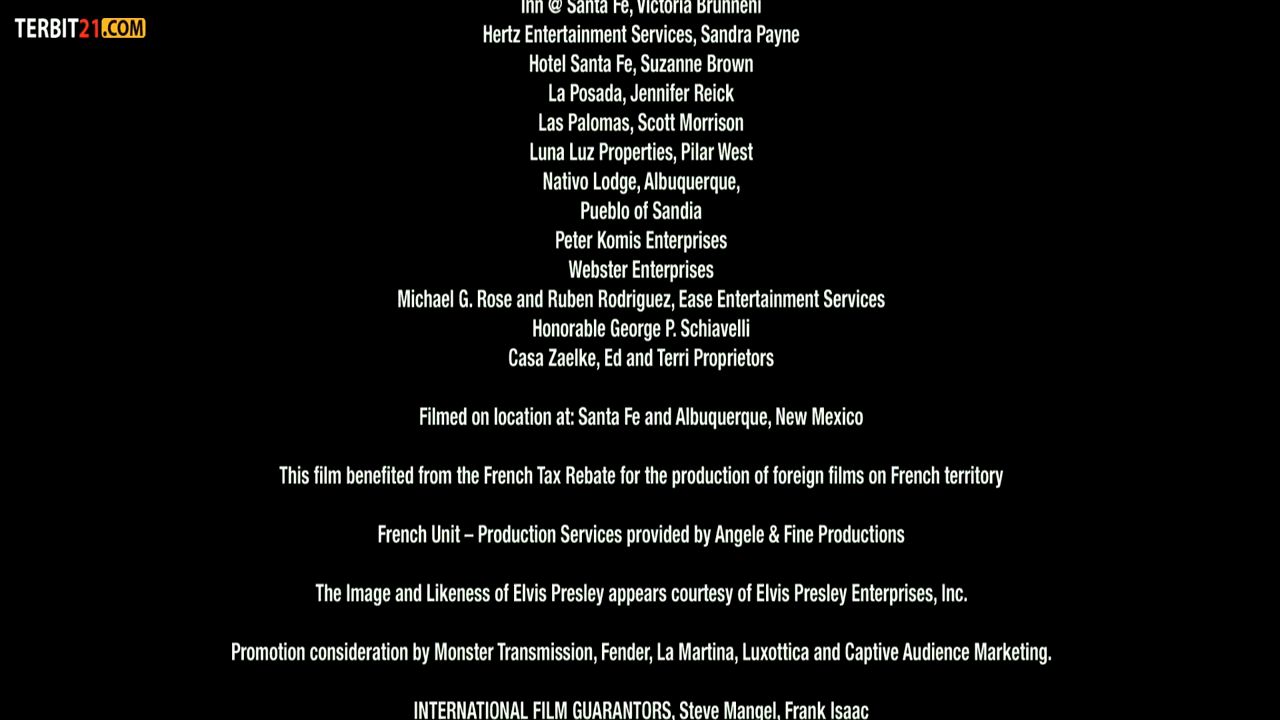 TERBIT21.COM
Inn @ Santa Fe, Victoria Brunneni
Hertz Entertainment Services, Sandra Payne
Hotel Santa Fe, Suzanne Brown
La Posada, Jennifer Reick
Las Palomas, Scott Morrison
Luna Luz Properties, Pilar West
Nativo Lodge, Albuquerque,
Pueblo of Sandia
Peter Komis Enterprises
Webster Enterprises
Michael G. Rose and Ruben Rodriguez, Ease Entertainment Services
Honorable George P. Schiavelli
Casa Zaelke, Ed and Terri Proprietors
Filmed on location at: Santa Fe and Albuquerque, New Mexico
This film benefited from the French Tax Rebate for the production of foreign films on French territory
French Unit – Production Services provided by Angele & Fine Productions
The Image and Likeness of Elvis Presley appears courtesy of Elvis Presley Enterprises, Inc.
Promotion consideration by Monster Transmission, Fender, La Martina, Luxottica and Captive Audience Marketing.
INTERNATIONAL FILM GUARANTORS, Steve Mangel, Frank Isaac